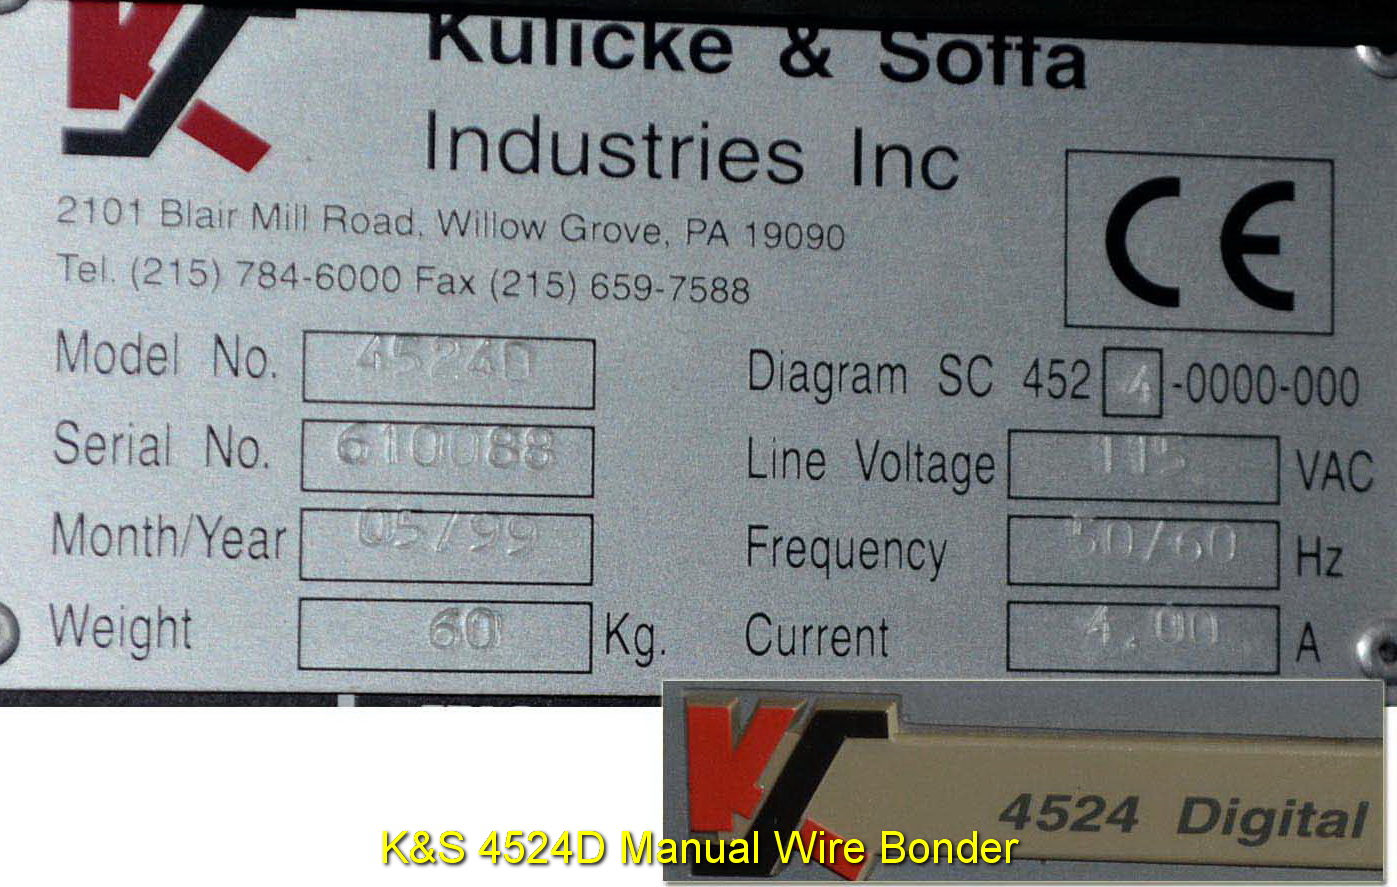 Kulicke & Soffa
Industries Inc
2101 Blair Mill Road, Willow Grove, PA 19090
Tel. (215) 784-6000 Fax (215) 659-7588
CE
Model No. 4524D
Diagram SC 4524-0000-000
Serial No. 610088
Line Voltage 115 VAC
Month/Year 05/99
Frequency 50/60 Hz
Weight 60 Kg.
Current 4.00 A
4524 Digital
K&S 4524D Manual Wire Bonder